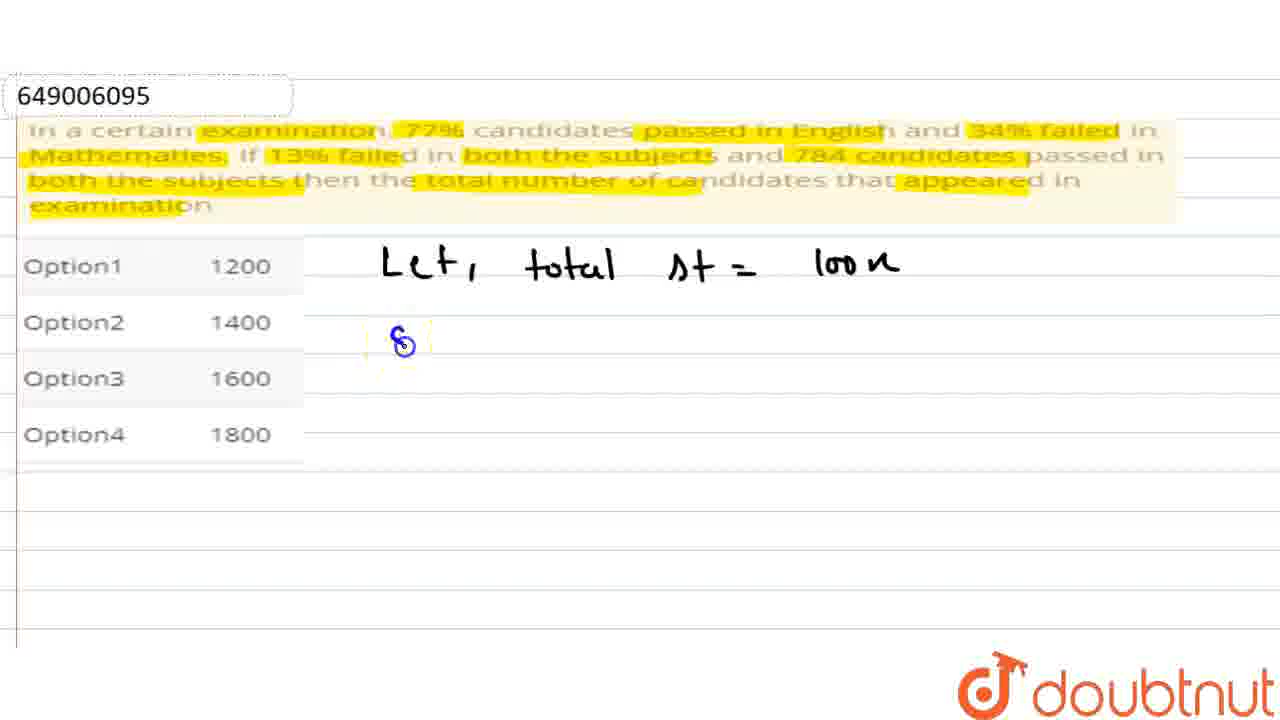 649006095
In a certain examination, 77% candidates passed in English and 34% failed in
Mathematies. If 13% failed in both the subjects and 784 candidates passed in
both the subjects then the total number of candidates that appeared in
examination
Option1 1200
Let, total st = 100x
Option2 1400
8
Option3 1600
Option4 1800
doubtnut